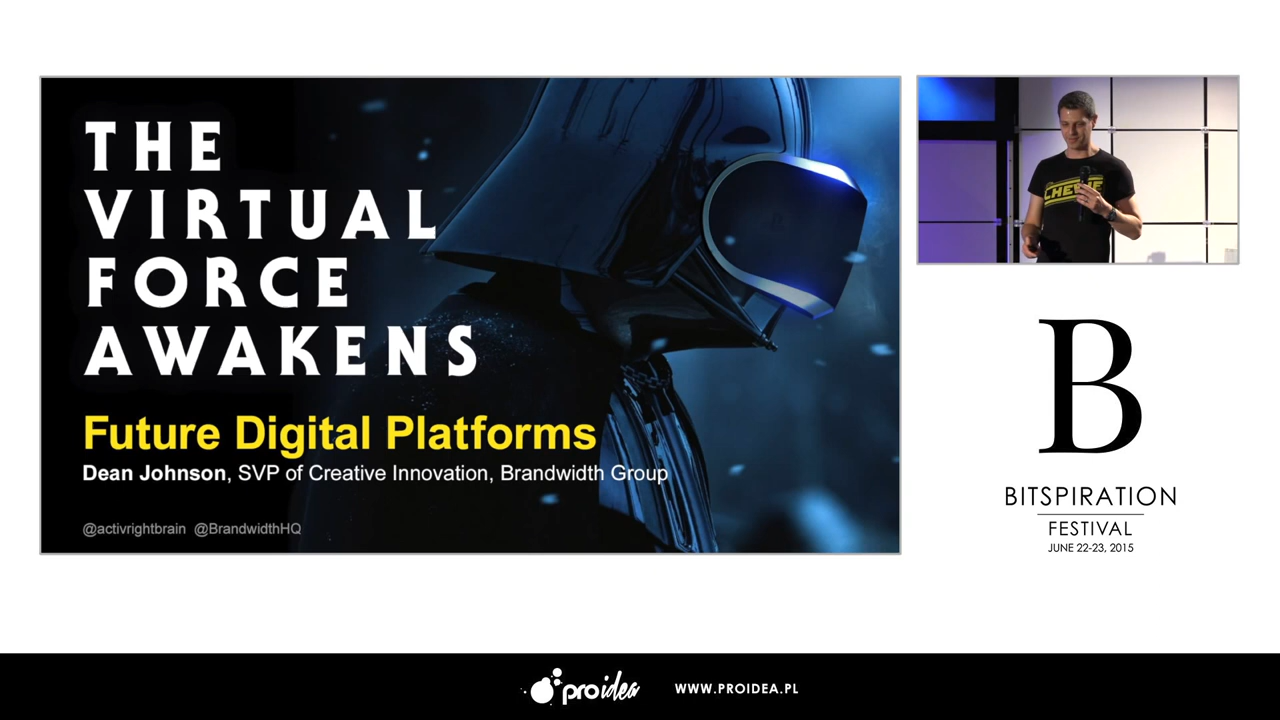 THE
VIRTUAL
FORCE
AWAKENS
Future Digital Platforms
Dean Johnson, SVP of Creative Innovation, Brandwidth Group
@activrightbrain @BrandwidthHQ
CHEWIE
B
BITSPIRATION
FESTIVAL
JUNE 22-23, 2015
proidea
WWW.PROIDEA.PL